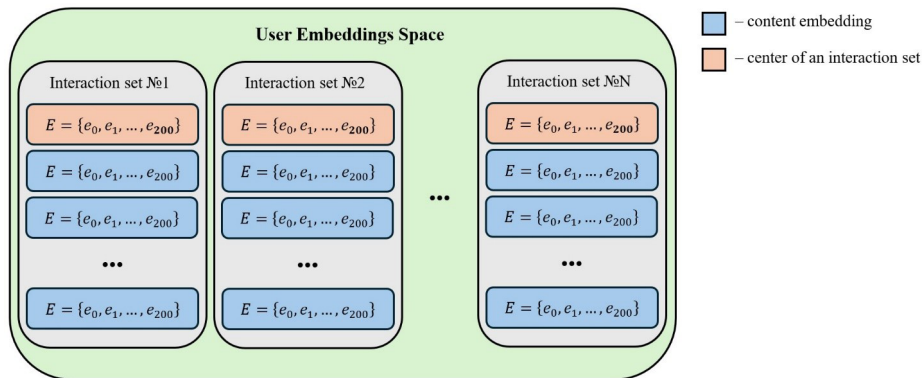 User Embeddings Space
– content embedding
– center of an interaction set
Interaction set №1
E = {e₀, e₁, … , e₂₀₀}
E = {e₀, e₁, … , e₂₀₀}
E = {e₀, e₁, … , e₂₀₀}
•••
E = {e₀, e₁, … , e₂₀₀}
Interaction set №2
E = {e₀, e₁, … , e₂₀₀}
E = {e₀, e₁, … , e₂₀₀}
E = {e₀, e₁, … , e₂₀₀}
•••
E = {e₀, e₁, … , e₂₀₀}
•••
Interaction set №N
E = {e₀, e₁, … , e₂₀₀}
E = {e₀, e₁, … , e₂₀₀}
E = {e₀, e₁, … , e₂₀₀}
•••
E = {e₀, e₁, … , e₂₀₀}